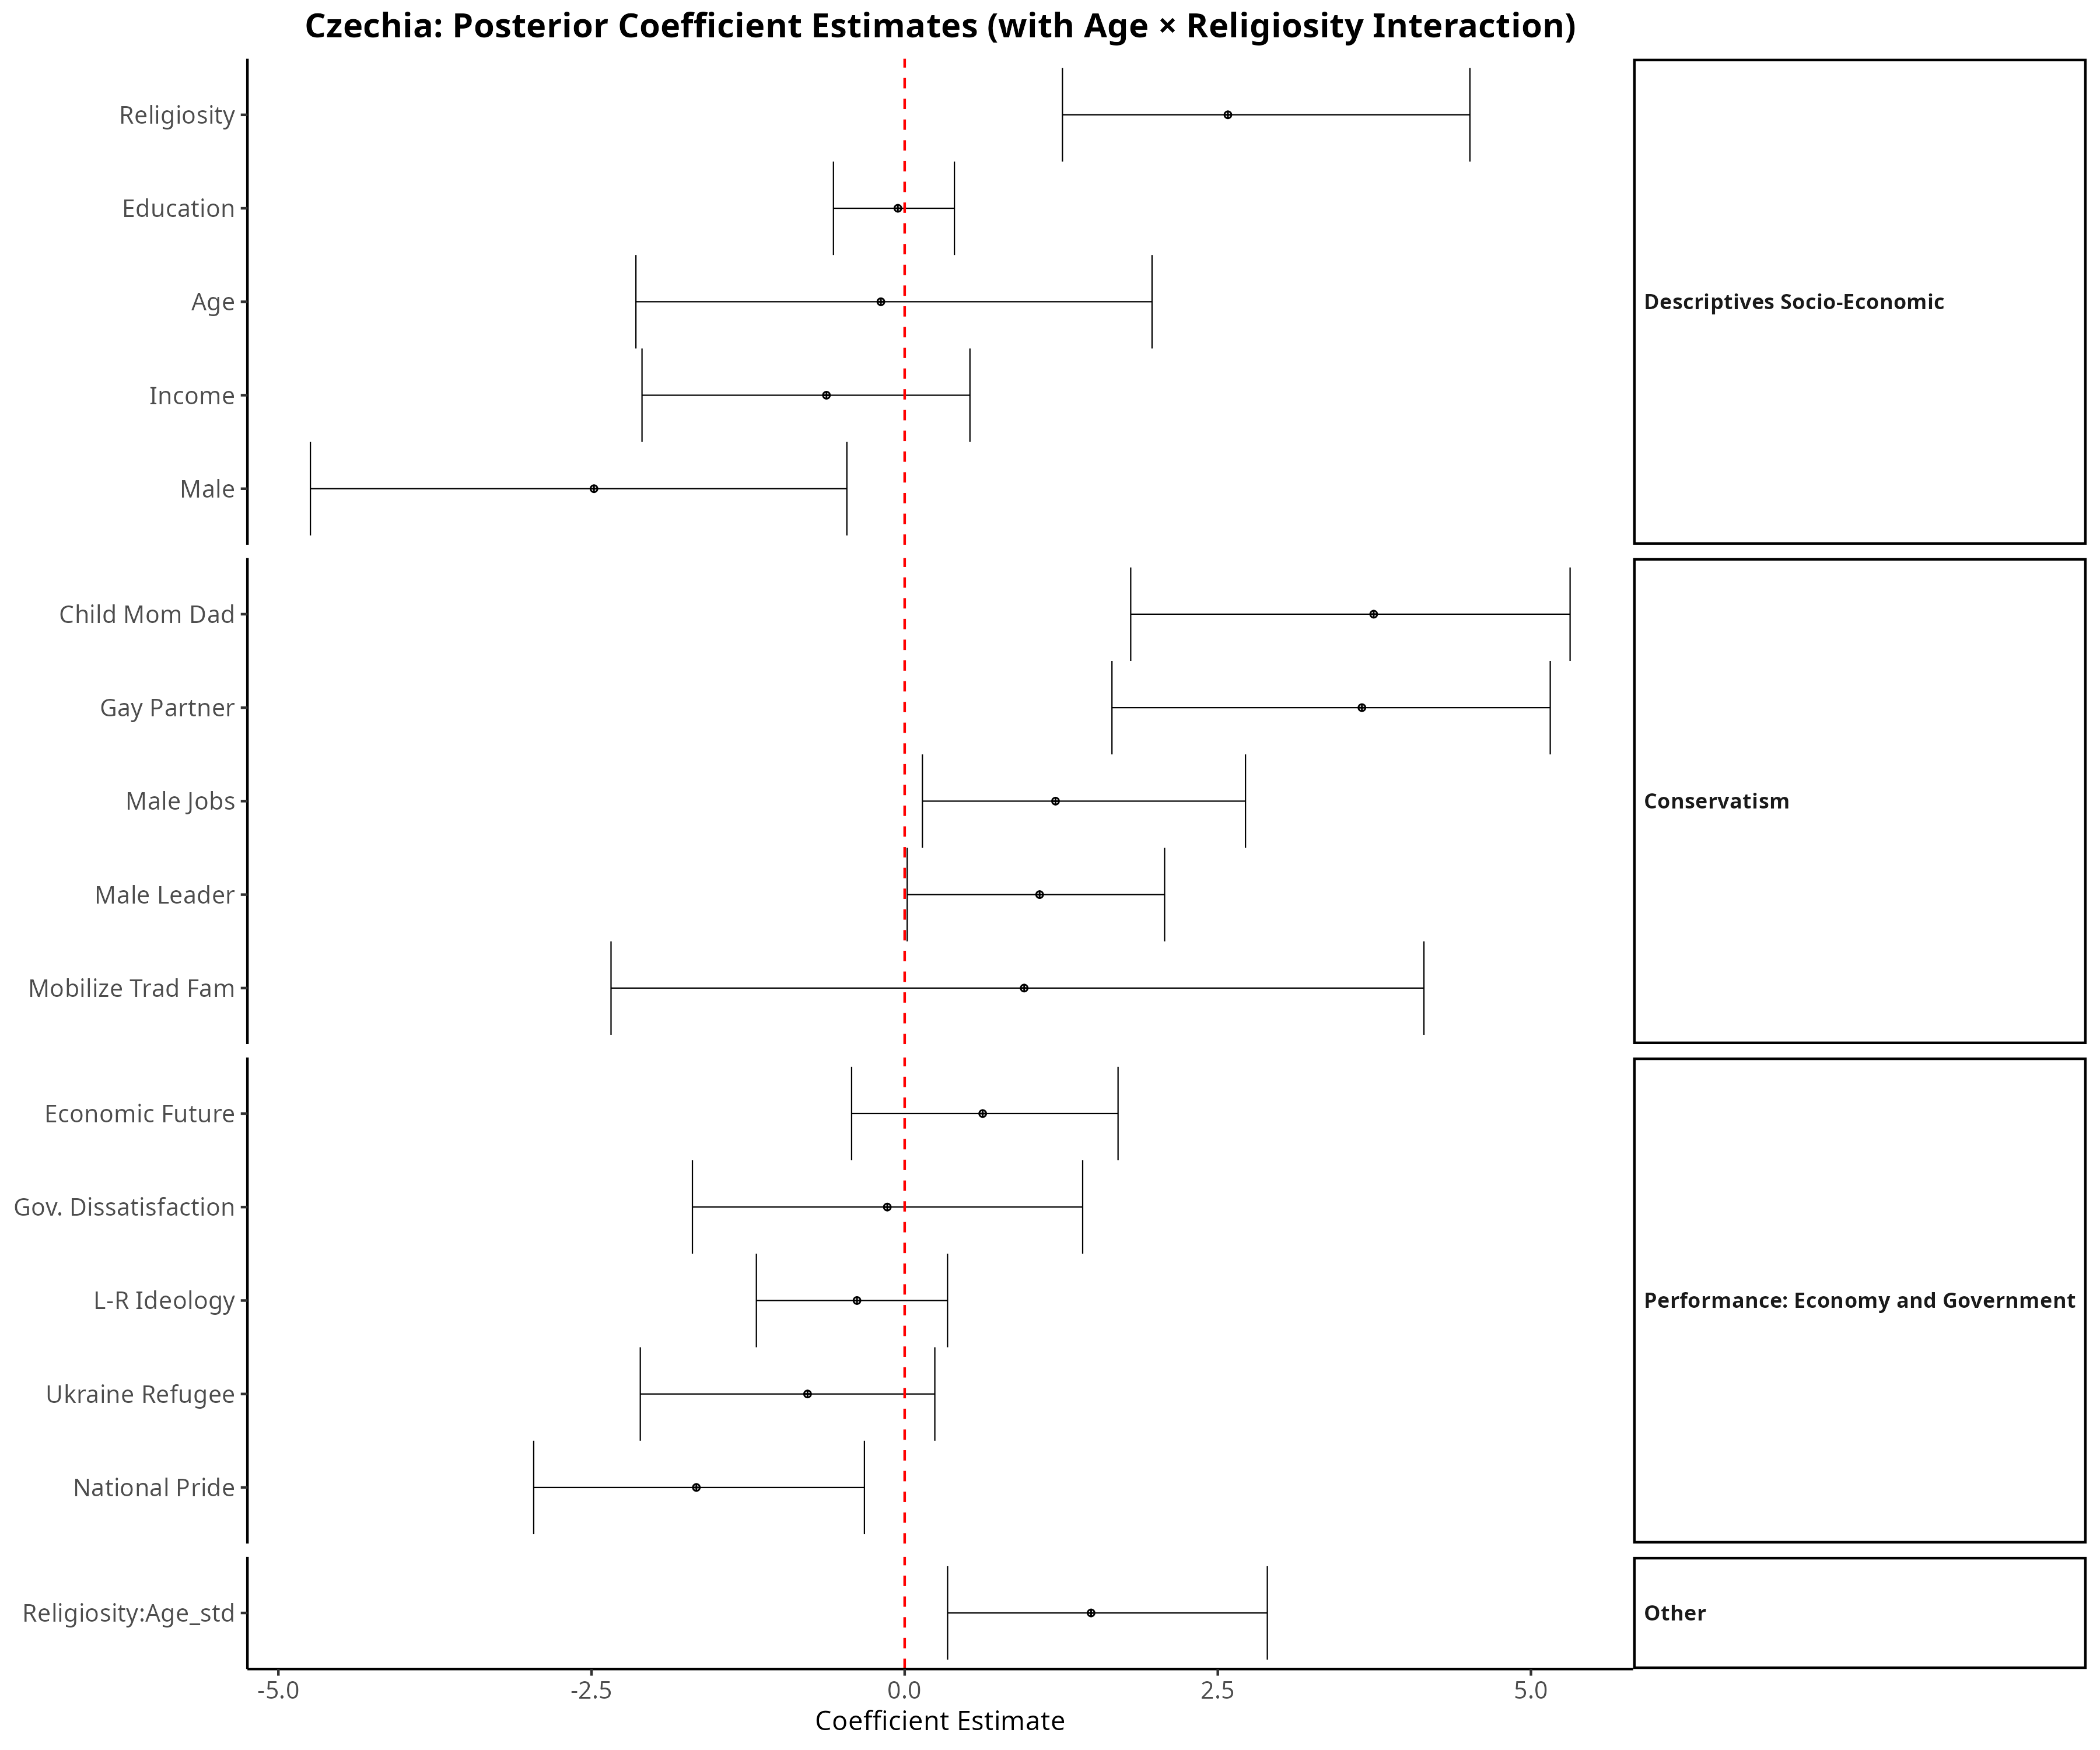 Czechia: Posterior Coefficient Estimates (with Age × Religiosity Interaction)
Religiosity
Education
Age
Income
Male
Descriptives Socio-Economic
Child Mom Dad
Gay Partner
Male Jobs
Male Leader
Mobilize Trad Fam
Conservatism
Economic Future
Gov. Dissatisfaction
L-R Ideology
Ukraine Refugee
National Pride
Performance: Economy and Government
Religiosity:Age_std
Other
-5.0 -2.5 0.0 2.5 5.0
Coefficient Estimate